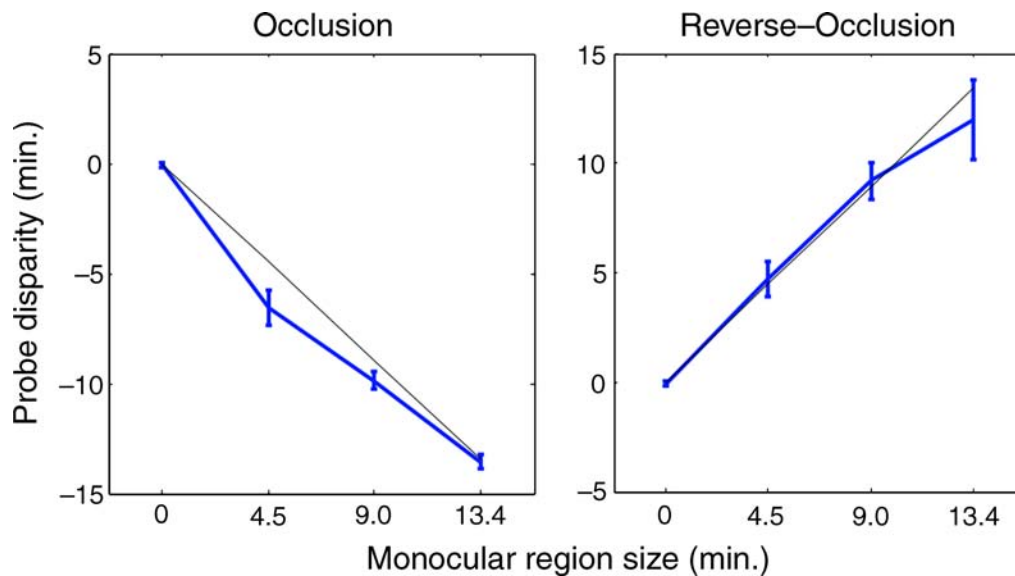 Occlusion
Reverse–Occlusion
Probe disparity (min.)
5
0
–5
–10
–15
0 4.5 9.0 13.4
15
10
5
0
–5
0 4.5 9.0 13.4
Monocular region size (min.)